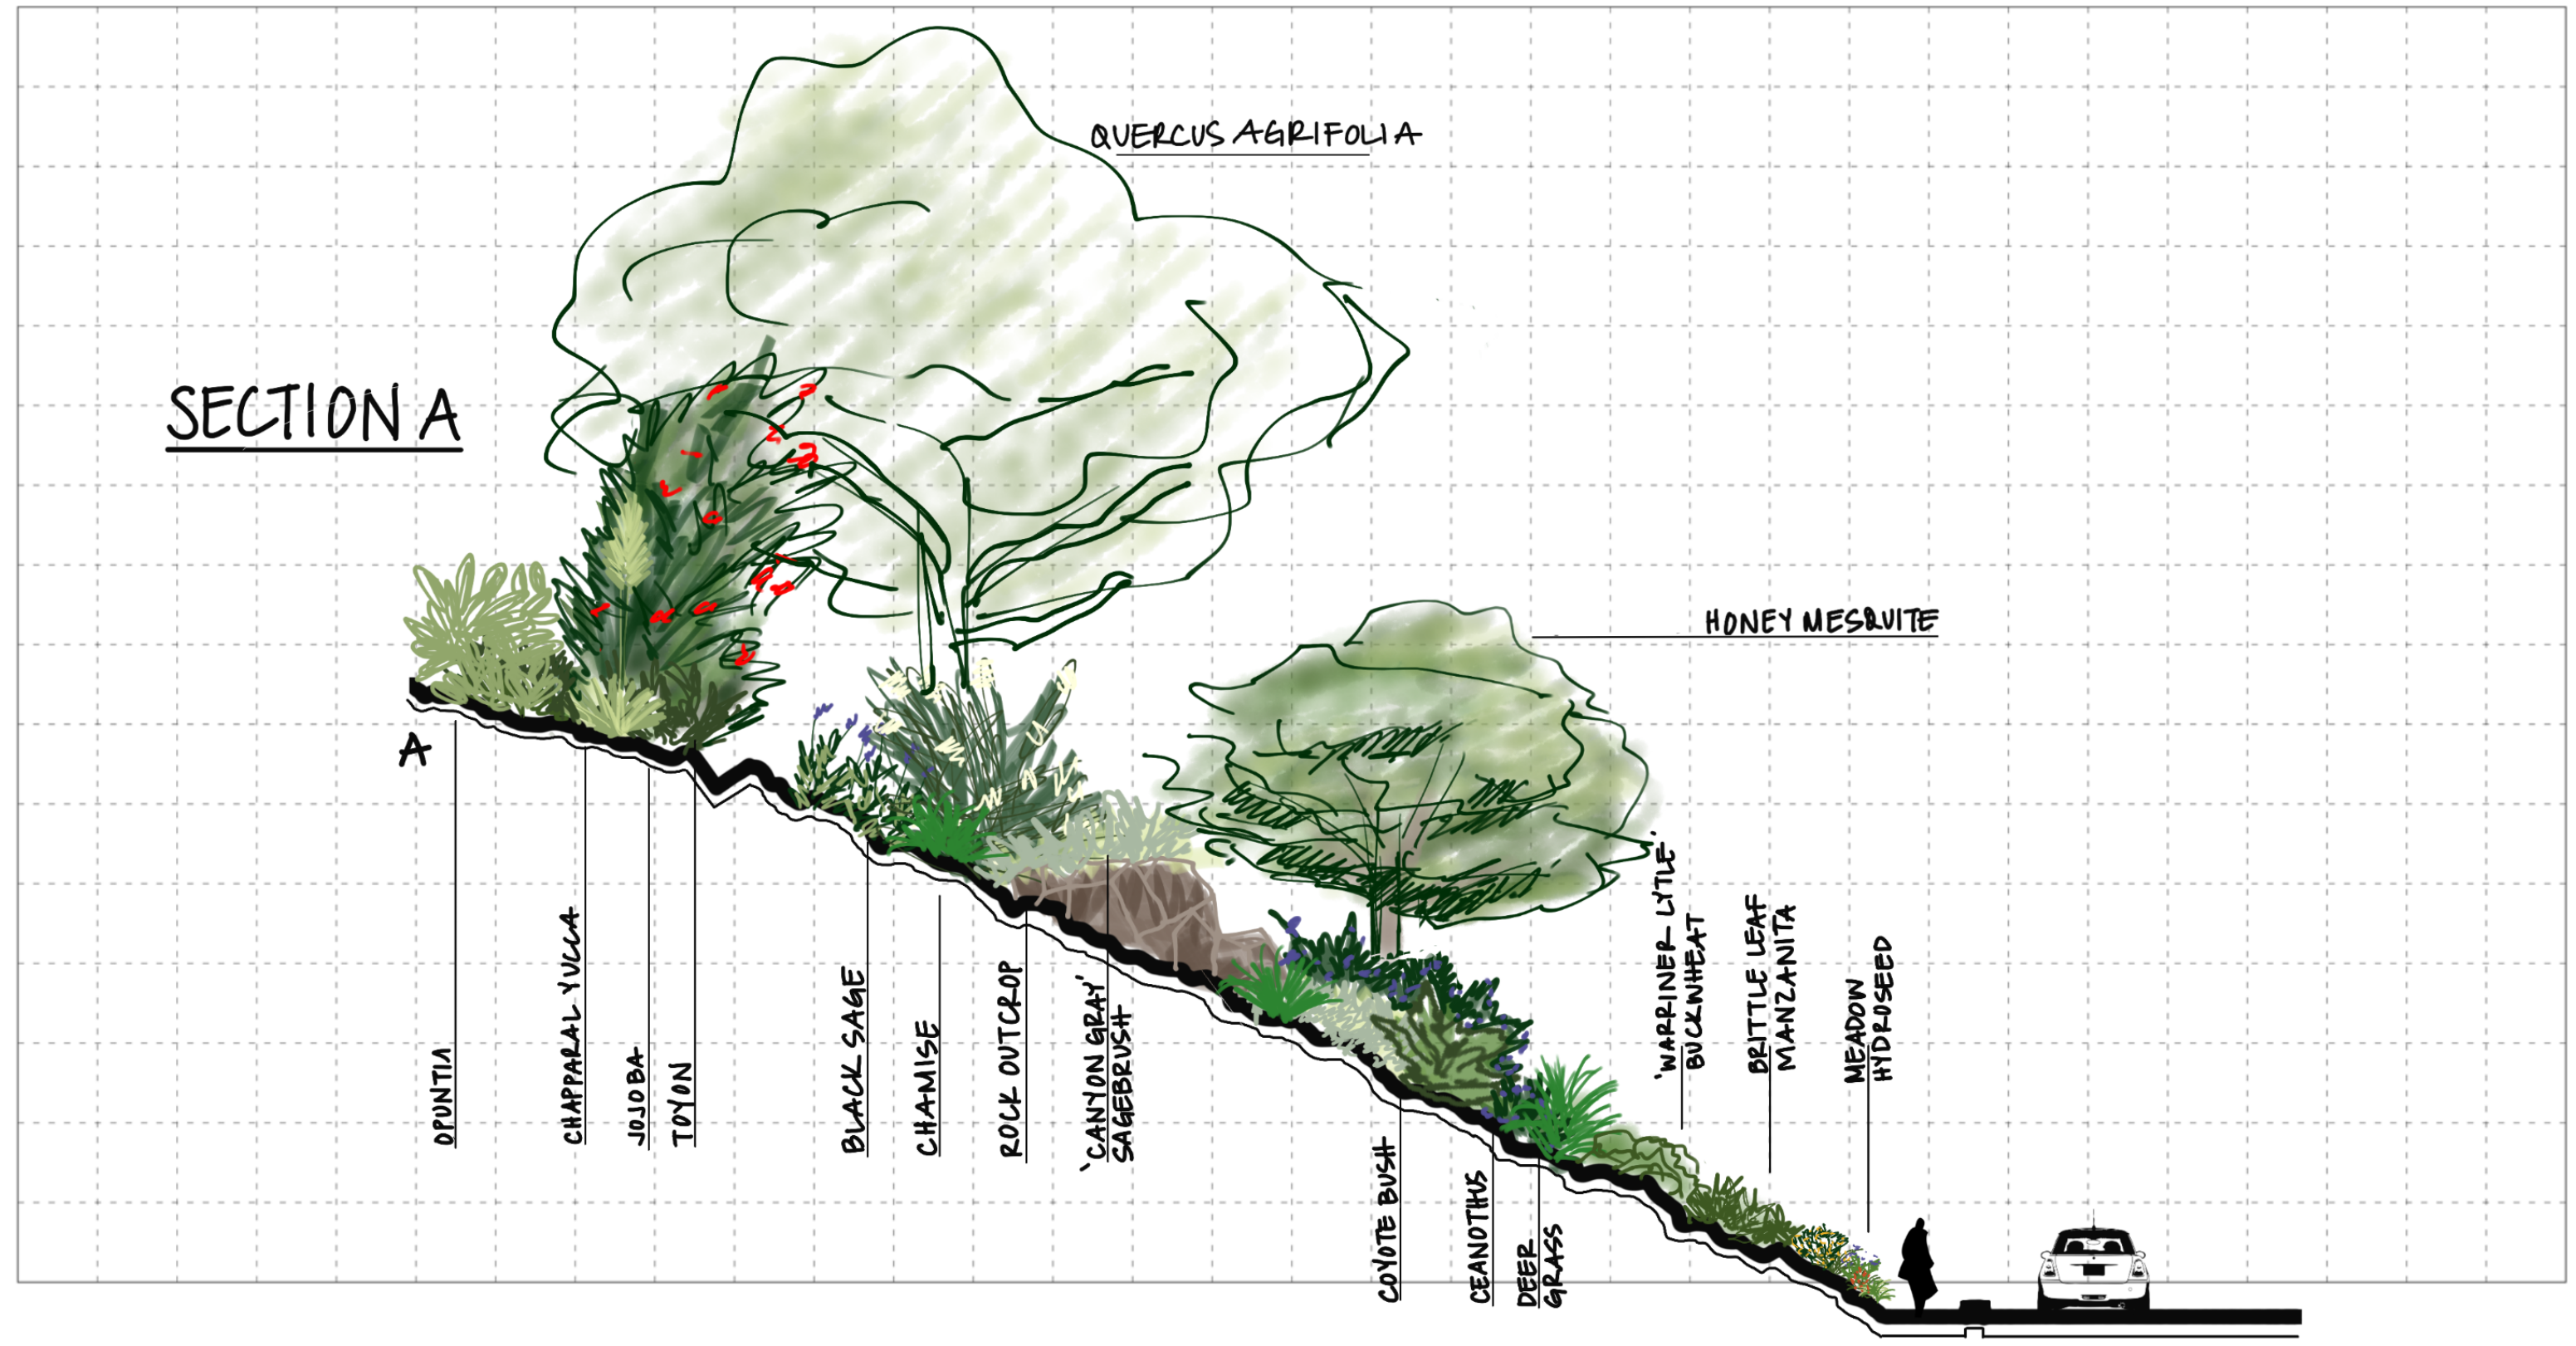 QUERCUS AGRIFOLIA
SECTION A
HONEY MESQUITE
A
OPUNTIA
CHAPPARAL YUCCA
JOJOBA
TOYON
BLACK SAGE
CHAMISE
ROCK OUTCROP
'CANYON GRAY'
SAGEBRUSH
COYOTE BUSH
CEANOTHUS
DEER
GRASS
'WARRINER LYTLE'
BUCKWHEAT
BRITTLE LEAF
MANZANITA
MEADOW
HYDROSEED